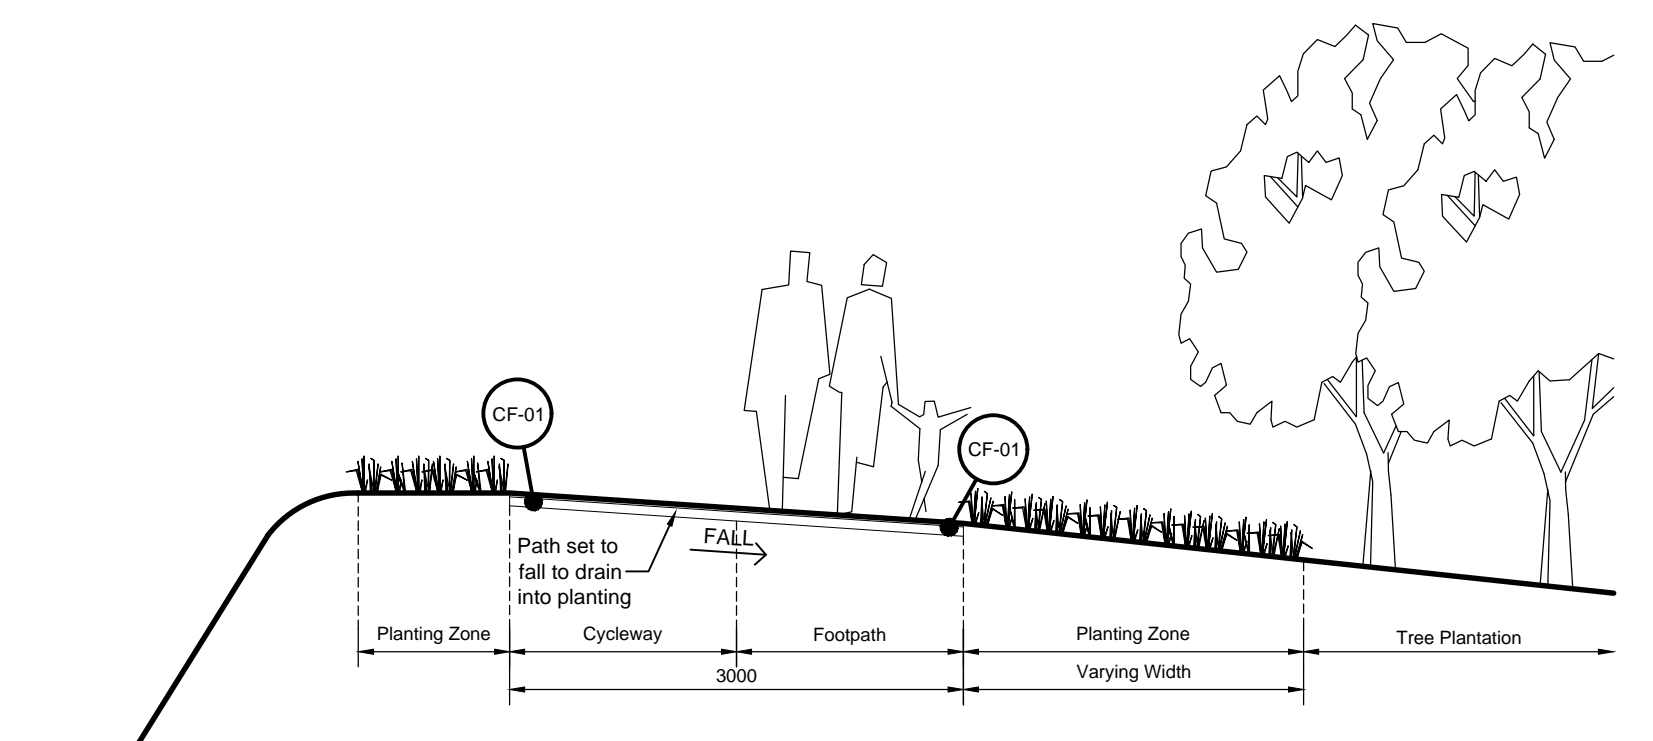 CF-01
CF-01
FALL
Path set to
fall to drain
into planting
Planting Zone
Cycleway
Footpath
Planting Zone
Tree Plantation
3000
Varying Width